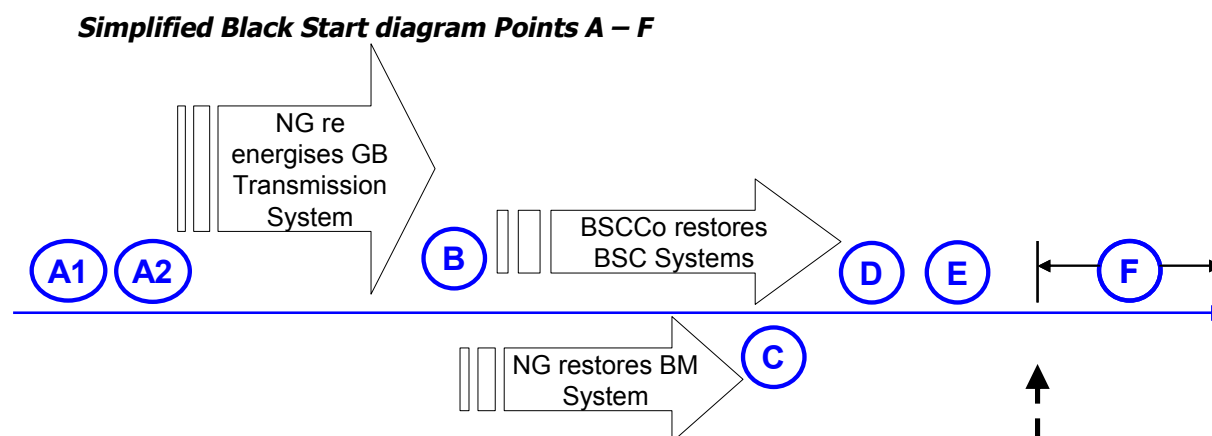 Simplified Black Start diagram Points A – F
NG re
energises GB
Transmission
System
A1
A2
B
BSCCo restores
BSC Systems
D
E
F
NG restores BM
System
C